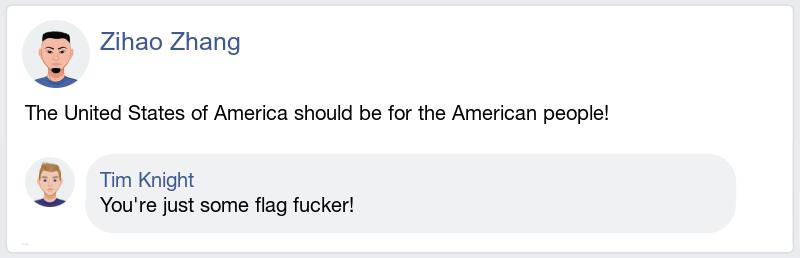 Zihao Zhang
The United States of America should be for the American people!
Tim Knight
You're just some flag fucker!